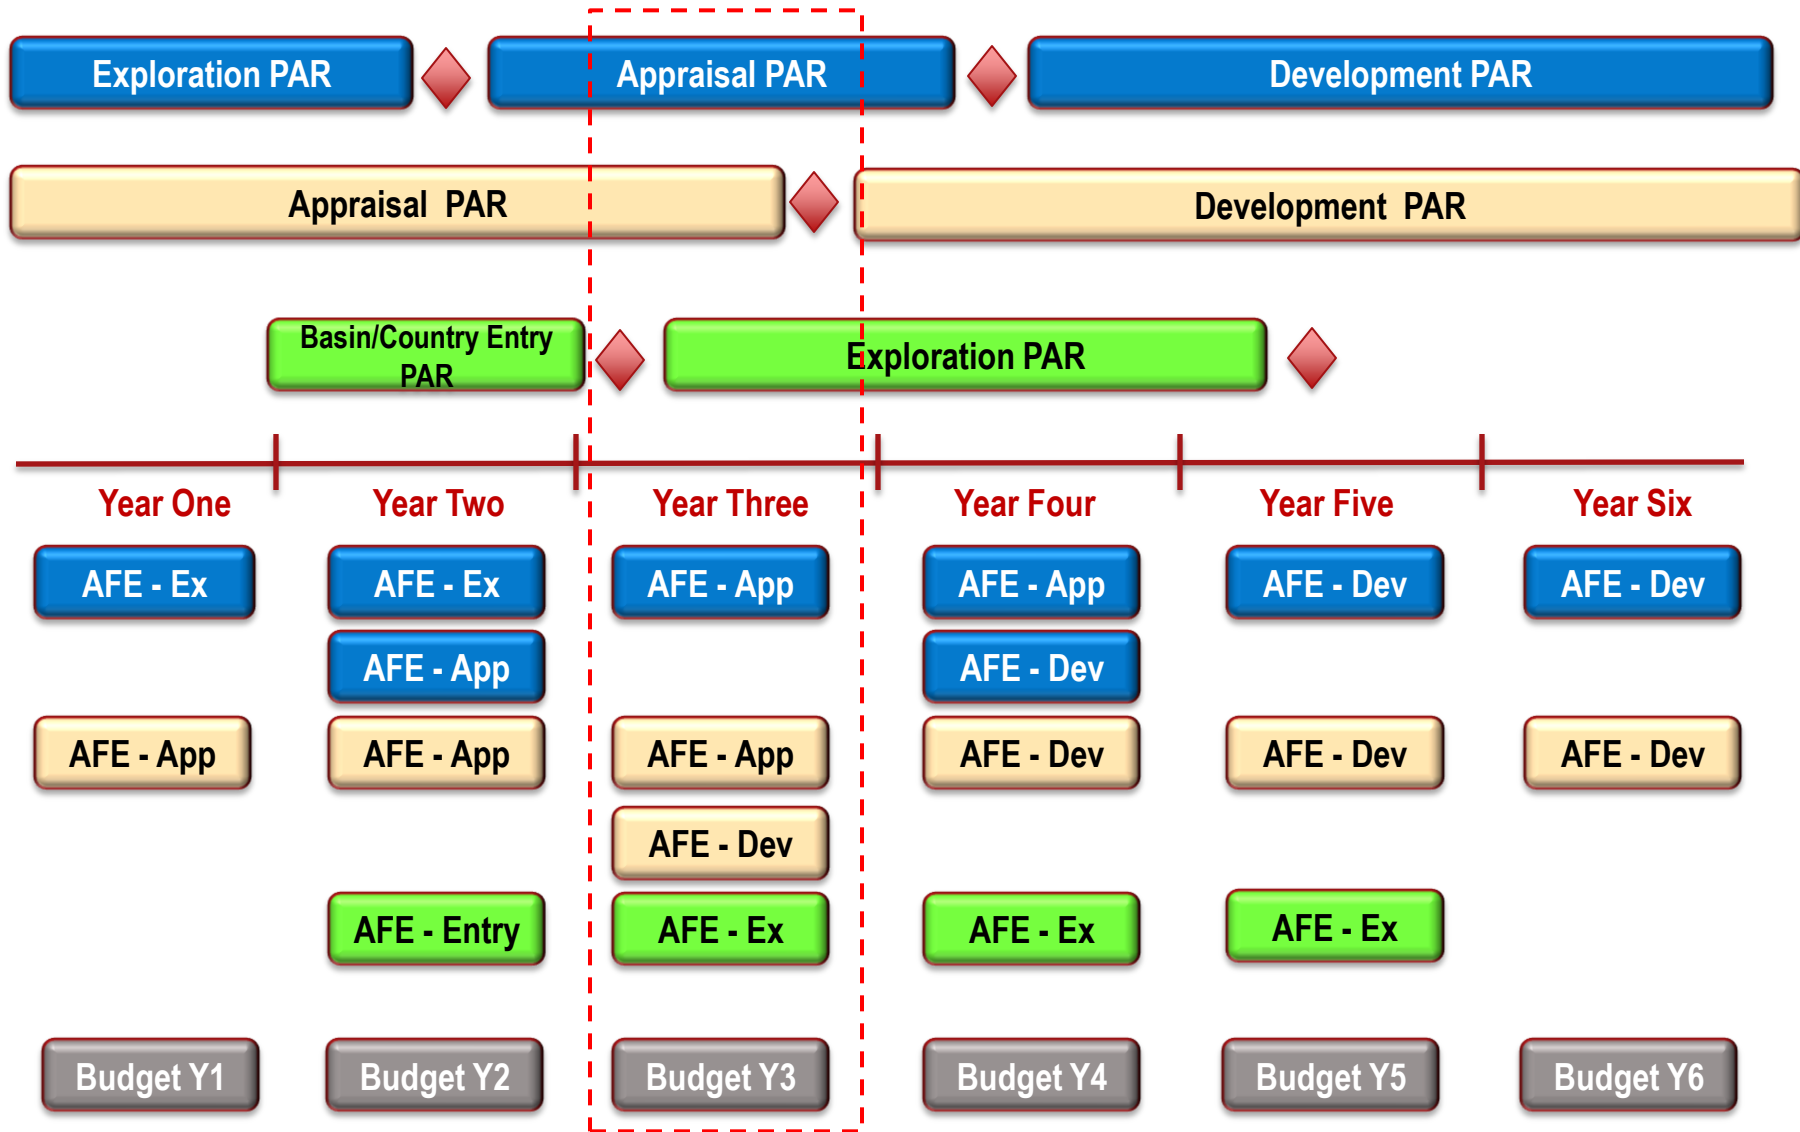 Exploration PAR
Appraisal PAR
Development PAR
Appraisal PAR
Development PAR
Basin/Country Entry
PAR
Exploration PAR
Year One
Year Two
Year Three
Year Four
Year Five
Year Six
AFE - Ex
AFE - Ex
AFE - App
AFE - App
AFE - Dev
AFE - Dev
AFE - App
AFE - Dev
AFE - App
AFE - App
AFE - App
AFE - Dev
AFE - Dev
AFE - Dev
AFE - Dev
AFE - Entry
AFE - Ex
AFE - Ex
AFE - Ex
Budget Y1
Budget Y2
Budget Y3
Budget Y4
Budget Y5
Budget Y6